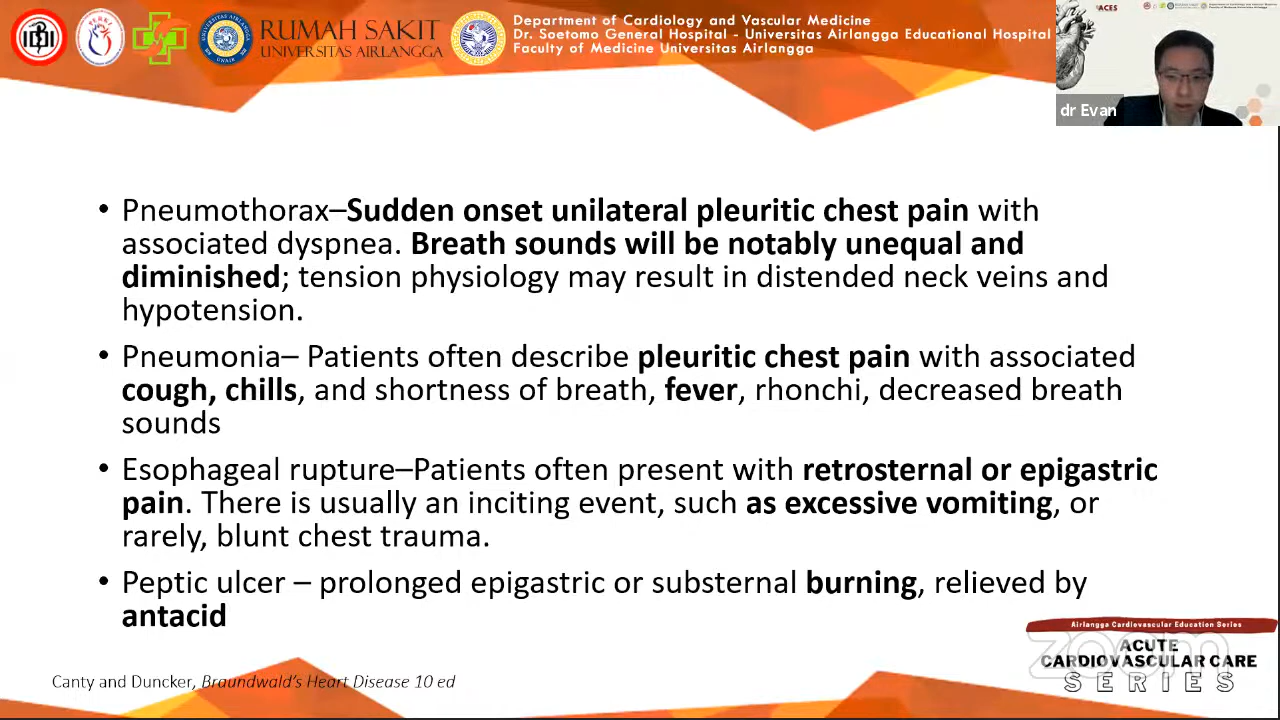 RUMAH SAKIT
UNIVERSITAS AIRLANGGA
Department of Cardiology and Vascular Medicine
Dr. Soetomo General Hospital - Universitas Airlangga Educational Hospital
Faculty of Medicine Universitas Airlangga
ACES
dr Evan
• Pneumothorax–Sudden onset unilateral pleuritic chest pain with
associated dyspnea. Breath sounds will be notably unequal and
diminished; tension physiology may result in distended neck veins and
hypotension.
• Pneumonia– Patients often describe pleuritic chest pain with associated
cough, chills, and shortness of breath, fever, rhonchi, decreased breath
sounds
• Esophageal rupture–Patients often present with retrosternal or epigastric
pain. There is usually an inciting event, such as excessive vomiting, or
rarely, blunt chest trauma.
• Peptic ulcer – prolonged epigastric or substernal burning, relieved by
antacid
Canty and Duncker, Braundwald's Heart Disease 10 ed
Airlangga Cardiovascular Education Series
zoom
ACUTE
CARDIOVASCULAR CARE
SERIES